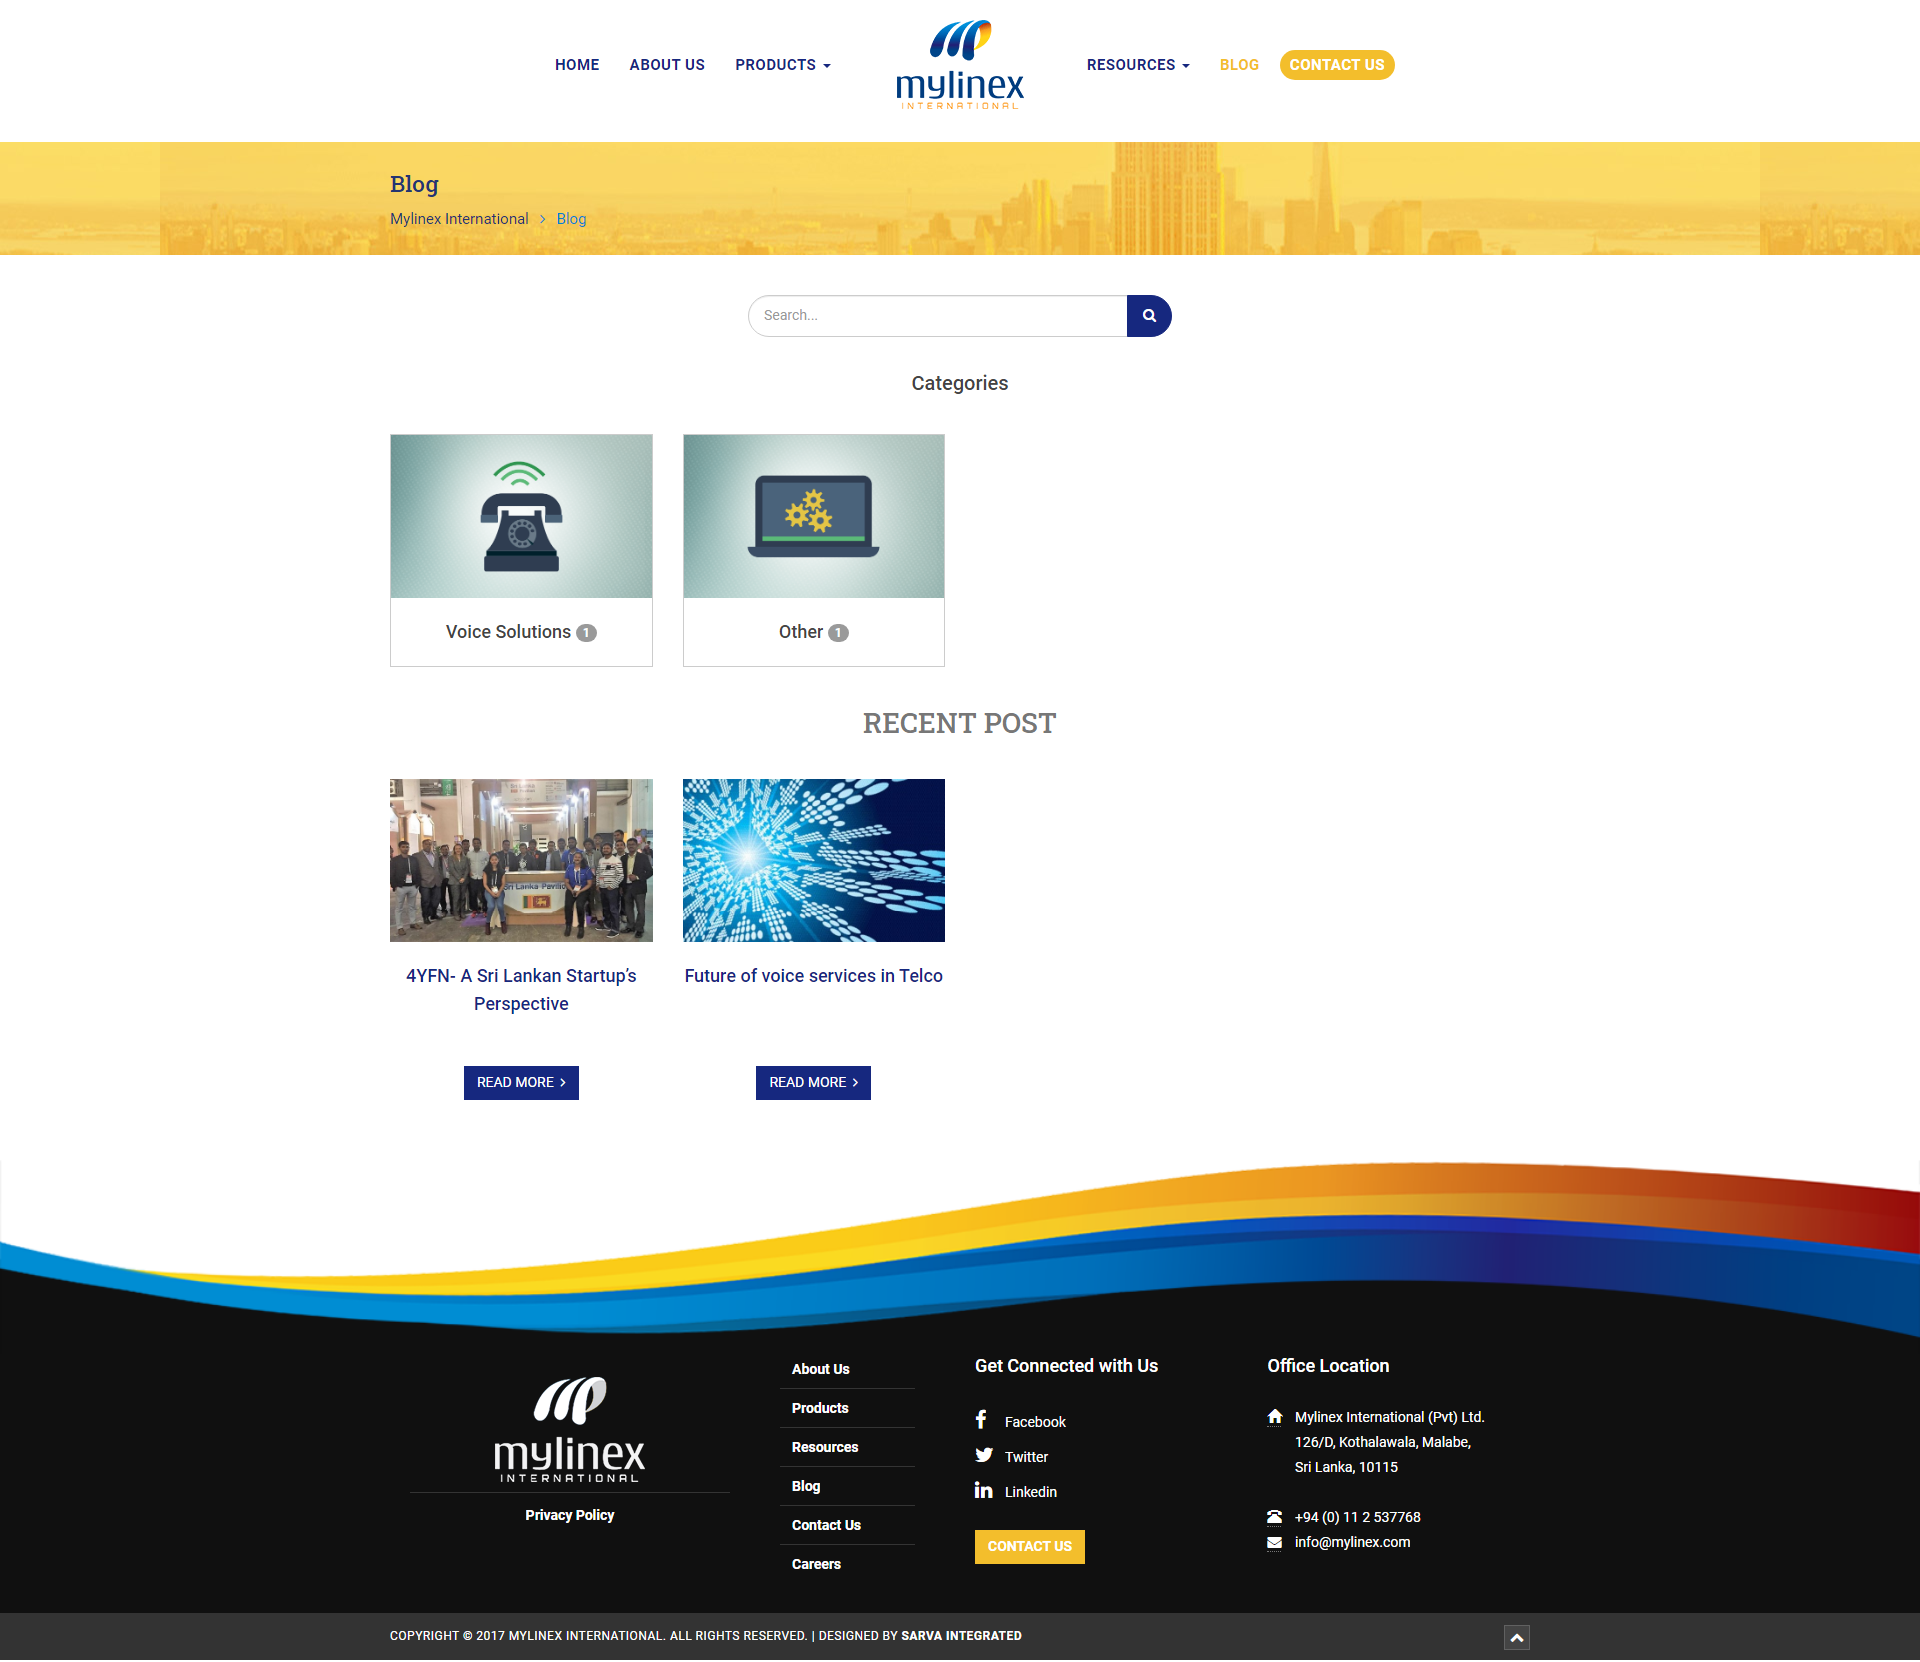 HOME ABOUT US PRODUCTS
mylinex
INTERNATIONAL
RESOURCES BLOG CONTACT US
Blog
Mylinex International > Blog
Search...
Categories
Voice Solutions 1
Other 1
RECENT POST
Sri Lanka Pavilio
4YFN- A Sri Lankan Startup’s
Perspective
READ MORE >
Future of voice services in Telco
READ MORE >
mylinex
INTERNATIONAL
Privacy Policy
About Us
Products
Resources
Blog
Contact Us
Careers
Get Connected with Us
Facebook
Twitter
Linkedin
CONTACT US
Office Location
Mylinex International (Pvt) Ltd.
126/D, Kothalawala, Malabe,
Sri Lanka, 10115
+94 (0) 11 2 537768
info@mylinex.com
COPYRIGHT © 2017 MYLINEX INTERNATIONAL. ALL RIGHTS RESERVED. | DESIGNED BY SARVA INTEGRATED